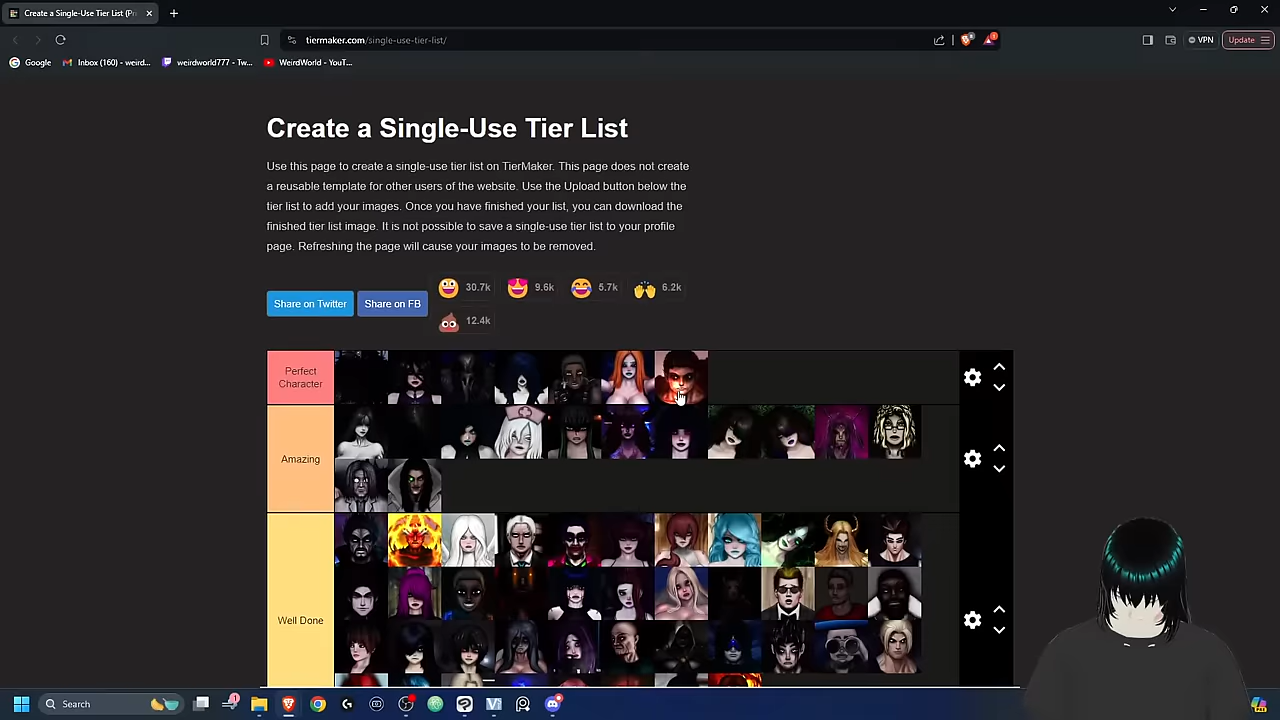 Create a Single-Use Tier List (Pr
tiermaker.com/single-use-tier-list/
VPN
Update
Google
Inbox (160) - weird...
weirdworld777 - Tw...
WeirdWorld - YouT...
Create a Single-Use Tier List
Use this page to create a single-use tier list on TierMaker. This page does not create
a reusable template for other users of the website. Use the Upload button below the
tier list to add your images. Once you have finished your list, you can download the
finished tier list image. It is not possible to save a single-use tier list to your profile
page. Refreshing the page will cause your images to be removed.
Share on Twitter
Share on FB
30.7k
9.6k
5.7k
6.2k
12.4k
Perfect
Character
Amazing
Well Done
Search